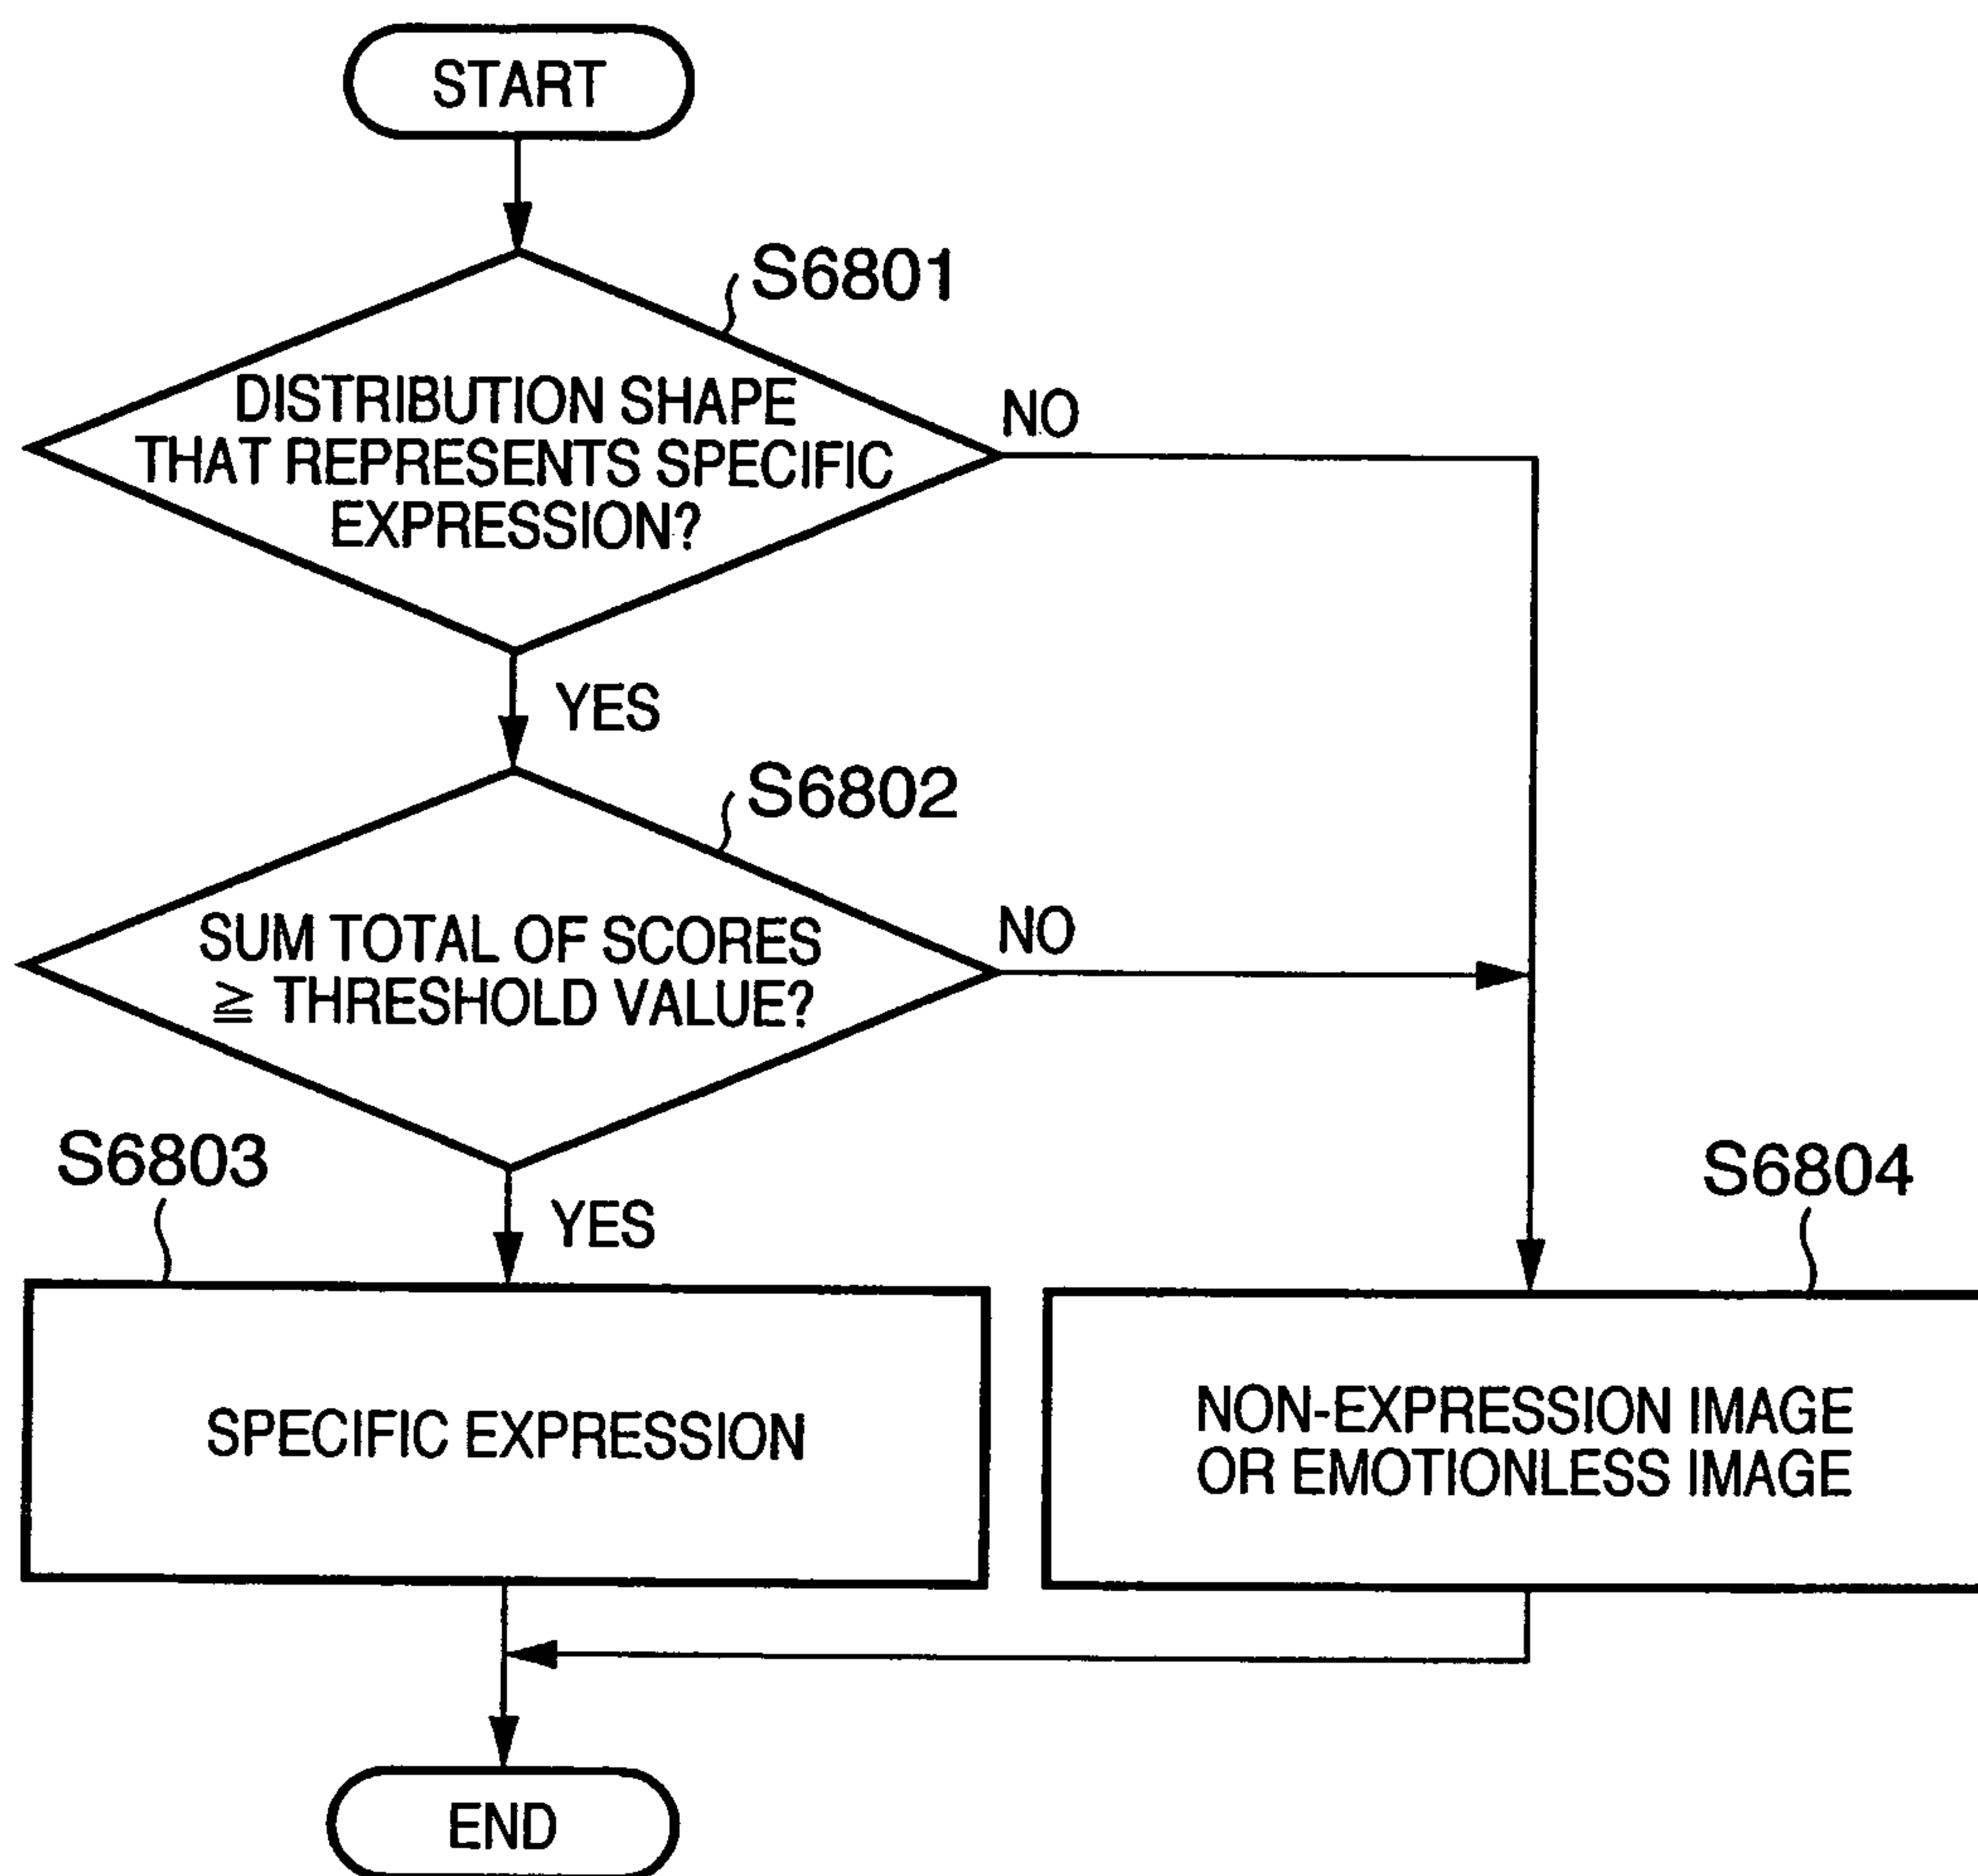 START
S6801
DISTRIBUTION SHAPE
THAT REPRESENTS SPECIFIC
EXPRESSION?
NO
YES
S6802
SUM TOTAL OF SCORES
≧ THRESHOLD VALUE?
NO
YES
S6803
S6804
SPECIFIC EXPRESSION
NON-EXPRESSION IMAGE
OR EMOTIONLESS IMAGE
END